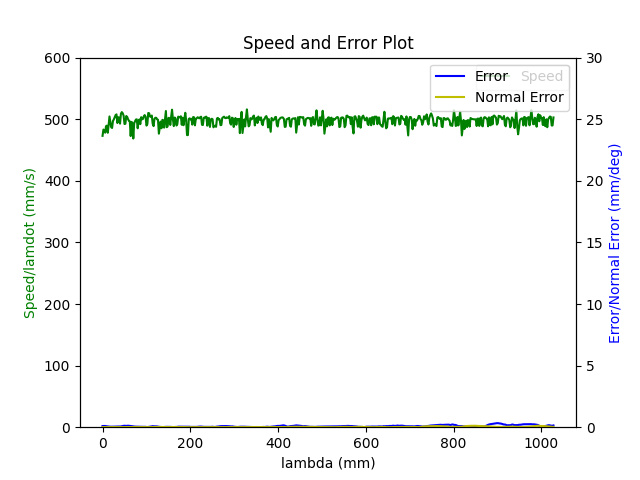 Speed and Error Plot
600
500
400
300
200
100
0
Speed/lamdot (mm/s)
30
25
20
15
10
5
0
Error/Normal Error (mm/deg)
Error Speed
Normal Error
0 200 400 600 800 1000
lambda (mm)